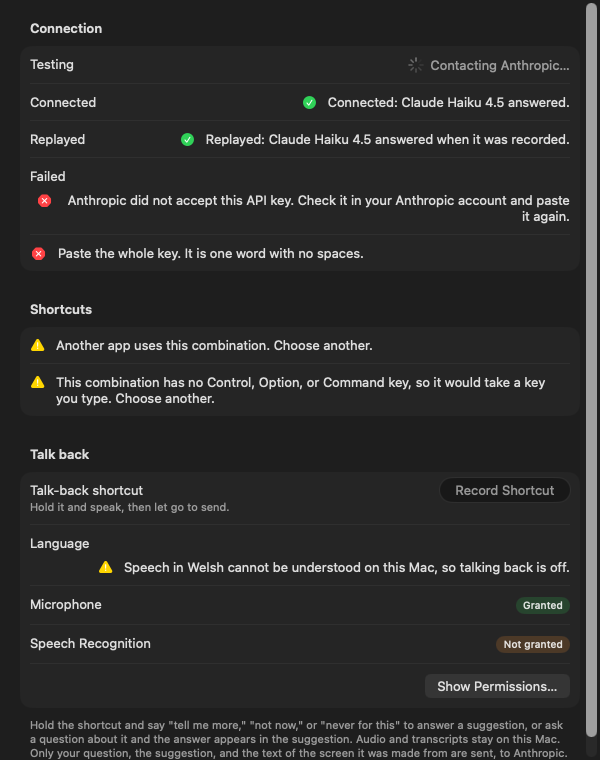 Connection
Testing
Contacting Anthropic...
Connected
Connected: Claude Haiku 4.5 answered.
Replayed
Replayed: Claude Haiku 4.5 answered when it was recorded.
Failed
Anthropic did not accept this API key. Check it in your Anthropic account and paste
it again.
Paste the whole key. It is one word with no spaces.
Shortcuts
Another app uses this combination. Choose another.
This combination has no Control, Option, or Command key, so it would take a key
you type. Choose another.
Talk back
Talk-back shortcut
Record Shortcut
Hold it and speak, then let go to send.
Language
Speech in Welsh cannot be understood on this Mac, so talking back is off.
Microphone
Granted
Speech Recognition
Not granted
Show Permissions...
Hold the shortcut and say "tell me more," "not now," or "never for this" to answer a suggestion, or ask
a question about it and the answer appears in the suggestion. Audio and transcripts stay on this Mac.
Only your question, the suggestion, and the text of the screen it was made from are sent, to Anthropic.